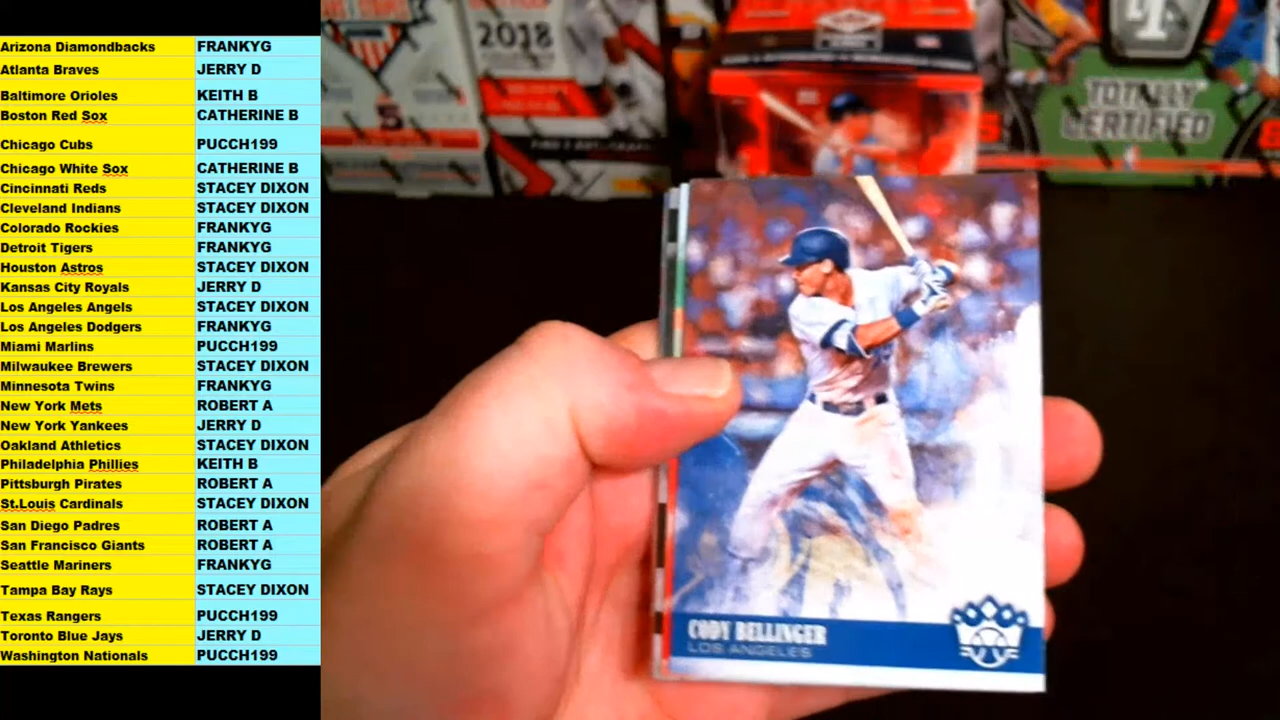 Arizona Diamondbacks FRANKYG
Atlanta Braves JERRY D
Baltimore Orioles KEITH B
Boston Red Sox CATHERINE B
Chicago Cubs PUCCH199
Chicago White Sox CATHERINE B
Cincinnati Reds STACEY DIXON
Cleveland Indians STACEY DIXON
Colorado Rockies FRANKYG
Detroit Tigers FRANKYG
Houston Astros STACEY DIXON
Kansas City Royals JERRY D
Los Angeles Angels STACEY DIXON
Los Angeles Dodgers FRANKYG
Miami Marlins PUCCH199
Milwaukee Brewers STACEY DIXON
Minnesota Twins FRANKYG
New York Mets ROBERT A
New York Yankees JERRY D
Oakland Athletics STACEY DIXON
Philadelphia Phillies KEITH B
Pittsburgh Pirates ROBERT A
St.Louis Cardinals STACEY DIXON
San Diego Padres ROBERT A
San Francisco Giants ROBERT A
Seattle Mariners FRANKYG
Tampa Bay Rays STACEY DIXON
Texas Rangers PUCCH199
Toronto Blue Jays JERRY D
Washington Nationals PUCCH199
2018
TOTALLY
CERTIFIED
CODY BELLINGER
LOS ANGELES